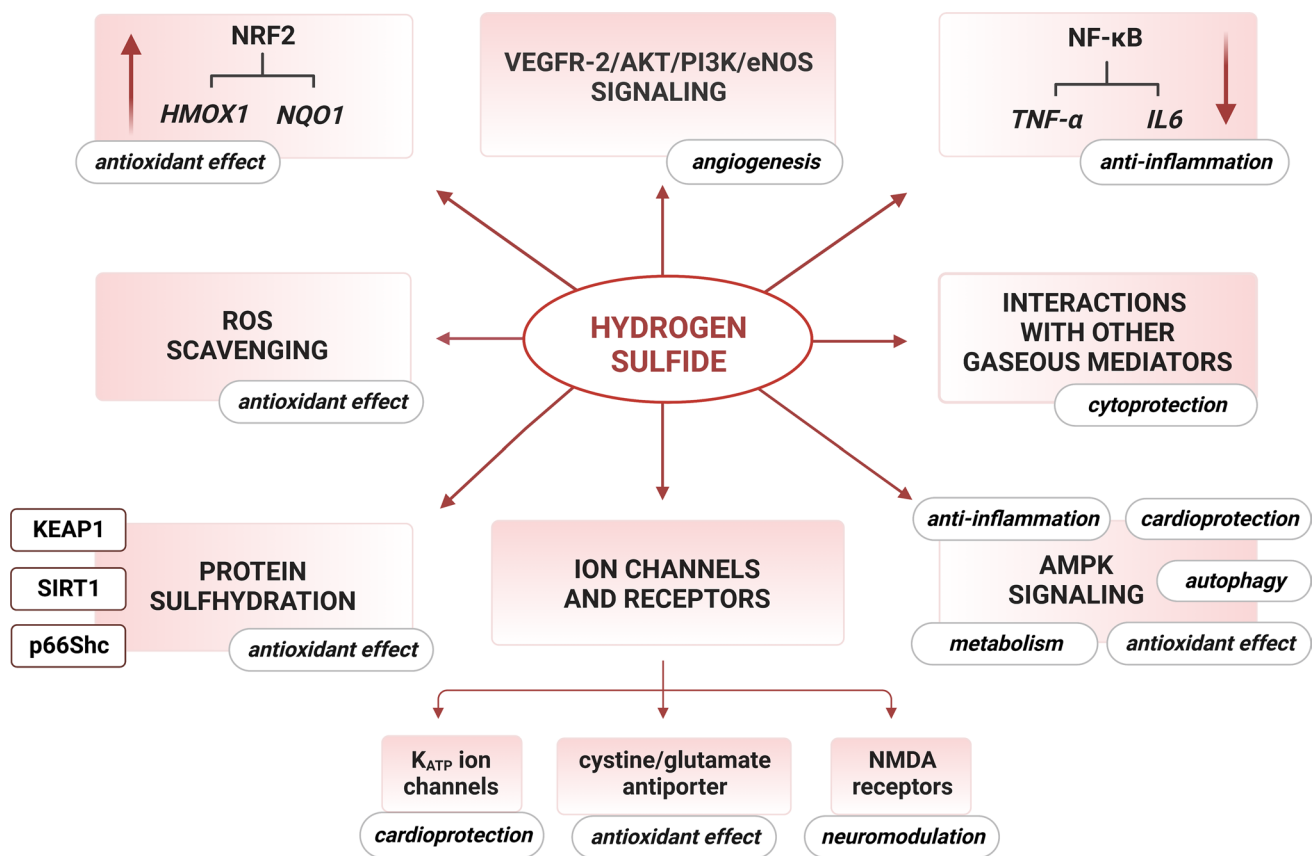 NRF2
HMOX1
NQO1
antioxidant effect
VEGFR-2/AKT/PI3K/eNOS
SIGNALING
angiogenesis
NF-κB
TNF-α
IL6
anti-inflammation
ROS
SCAVENGING
antioxidant effect
HYDROGEN
SULFIDE
INTERACTIONS
WITH OTHER
GASEOUS MEDIATORS
cytoprotection
KEAP1
SIRT1
p66Shc
PROTEIN
SULFHYDRATION
antioxidant effect
ION CHANNELS
AND RECEPTORS
anti-inflammation
cardioprotection
AMPK
SIGNALING
autophagy
metabolism
antioxidant effect
KATP ion
channels
cardioprotection
cystine/glutamate
antiporter
antioxidant effect
NMDA
receptors
neuromodulation